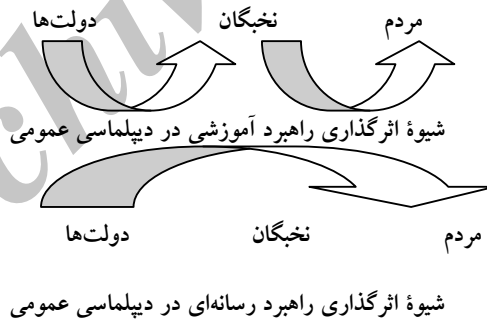 مردم نخبگان دولت‌ها
شیوهٔ اثرگذاری راهبرد آموزشی در دیپلماسی عمومی
مردم نخبگان دولت‌ها
شیوهٔ اثرگذاری راهبرد رسانه‌ای در دیپلماسی عمومی